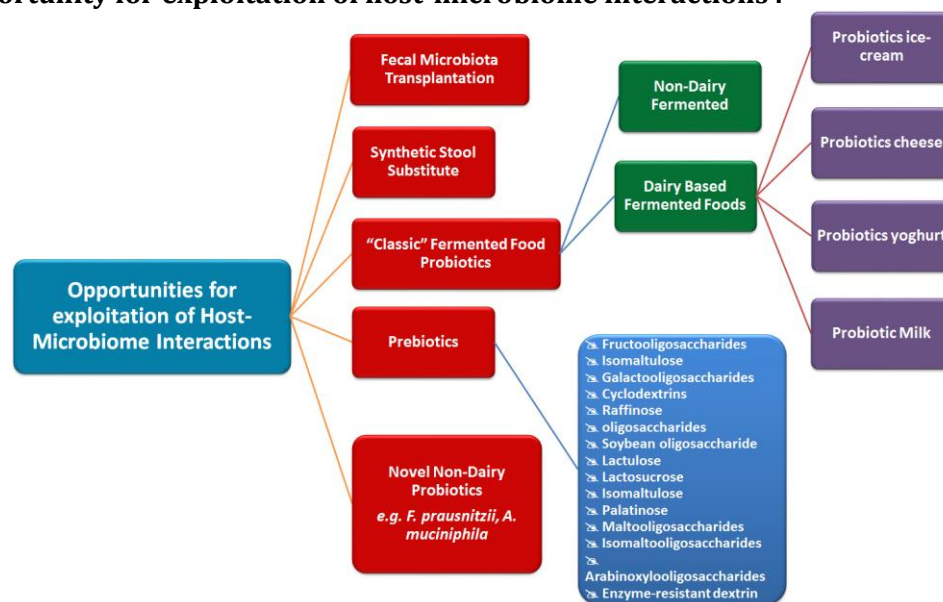 ortunity for exploitation of host-microbiome interactions?
Fecal Microbiota
Transplantation
Synthetic Stool
Substitute
"Classic" Fermented Food
Probiotics
Prebiotics
Novel Non-Dairy
Probiotics
e.g. F. prausnitzii, A.
muciniphila
Opportunities for
exploitation of Host-
Microbiome Interactions
Non-Dairy
Fermented
Dairy Based
Fermented Foods
Probiotics ice-
cream
Probiotics cheese
Probiotics yoghurt
Probiotic Milk
Fructooligosaccharides
Isomaltulose
Galactooligosaccharides
Cyclodextrins
Raffinose
oligosaccharides
Soybean oligosaccharide
Lactulose
Lactosucrose
Isomaltulose
Palatinose
Maltooligosaccharides
Isomaltooligosaccharides
Arabinoxylooligosaccharides
Enzyme-resistant dextrin